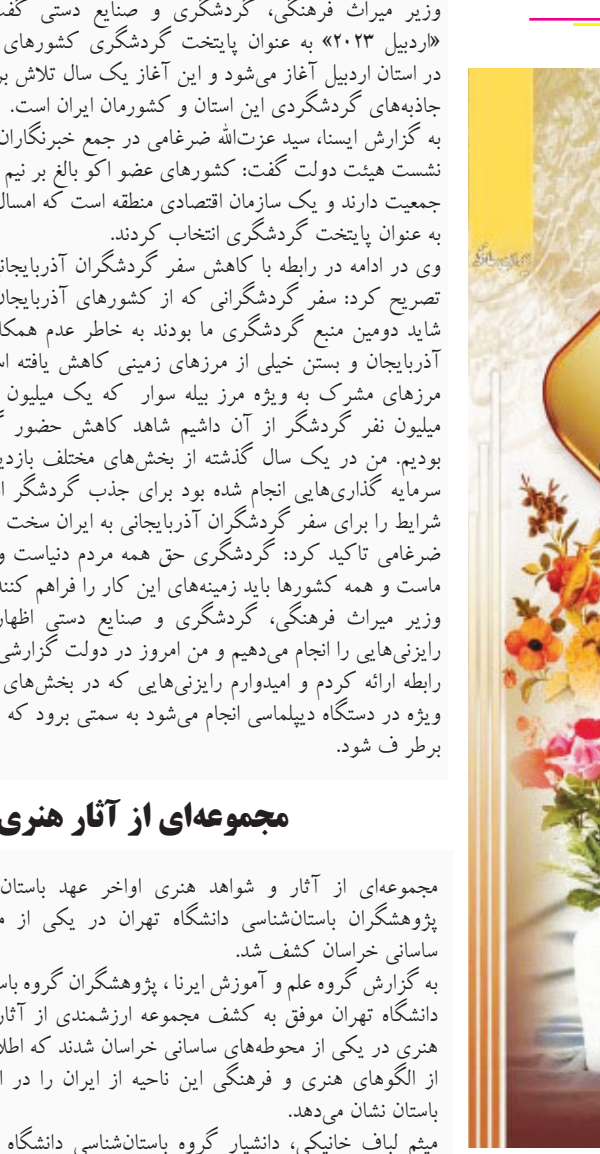 وزیر میراث فرهنگی، گردشگری و صنایع دستی
«اردبیل ۲۰۲۳» به عنوان پایتخت گردشگری کشورهای
در استان اردبیل آغاز می‌شود و این آغاز یک سال تلاش
جاذبه‌های گردشگردی این استان و کشورمان ایران است.
به گزارش ایسنا، سید عزت‌الله ضرغامی در جمع خبرنگاران
نشست هیئت دولت گفت: کشورهای عضو اکو بالغ بر نیم
جمعیت دارند و یک سازمان اقتصادی منطقه است که امسال
به عنوان پایتخت گردشگری انتخاب کردند.
وی در ادامه در رابطه با کاهش سفر گردشگران
تصریح کرد: سفر گردشگرانی که از کشورهای
شاید دومین منبع گردشگری ما بودند به خاطر عدم
آذربایجان و بستن خیلی از مرزهای زمینی کاهش یافته
مرزهای مشرک به ویژه مرز بیله سوار که یک میلیون
میلیون نفر گردشگر از آن داشیم شاهد کاهش حضور
بودیم. من در یک سال گذشته از بخش‌های مختلف
سرمایه گذاری‌هایی انجام شده بود برای جذب گردشگر
شرایط را برای سفر گردشگران آذربایجانی به ایران سخت
ضرغامی تاکید کرد: گردشگری حق همه مردم دنیاست و
ماست و همه کشورها باید زمینه‌های این کار را فراهم
وزیر میراث فرهنگی، گردشگری و صنایع دستی
رایزنی‌هایی را انجام می‌دهیم و من امروز در دولت گزارشی
رابطه ارائه کردم و امیدوارم رایزنی‌هایی که در بخش‌های
ویژه در دستگاه دیپلماسی انجام می‌شود به سمتی برود که
برطر ف شود.
مجموعه‌ای از آثار هنری
مجموعه‌ای از آثار و شواهد هنری اواخر عهد باستان
پژوهشگران باستان‌شناسی دانشگاه تهران در یکی از
ساسانی خراسان کشف شد.
به گزارش گروه علم و آموزش ایرنا ، پژوهشگران گروه
دانشگاه تهران موفق به کشف مجموعه ارزشمندی از
هنری در یکی از محوطه‌های ساسانی خراسان شدند که
از الگوهای هنری و فرهنگی این ناحیه از ایران را در
باستان نشان می‌دهد.
میثم لباف خانیکی، دانشیار گروه باستان‌شناسی دانشگاه